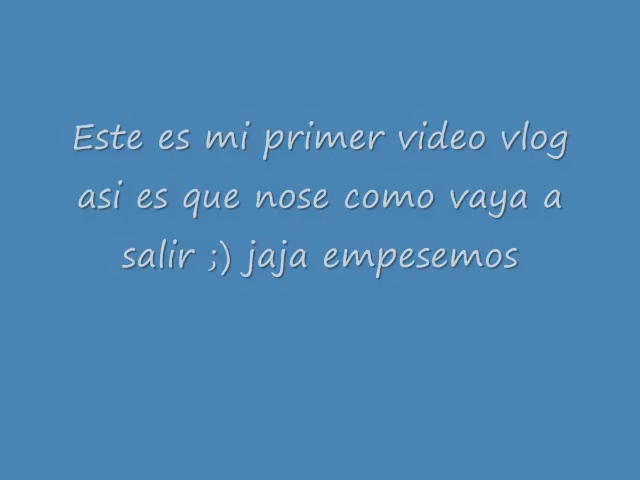 Este es mi primer video vlog
asi es que nose como vaya a
salir ;) jaja empesemos